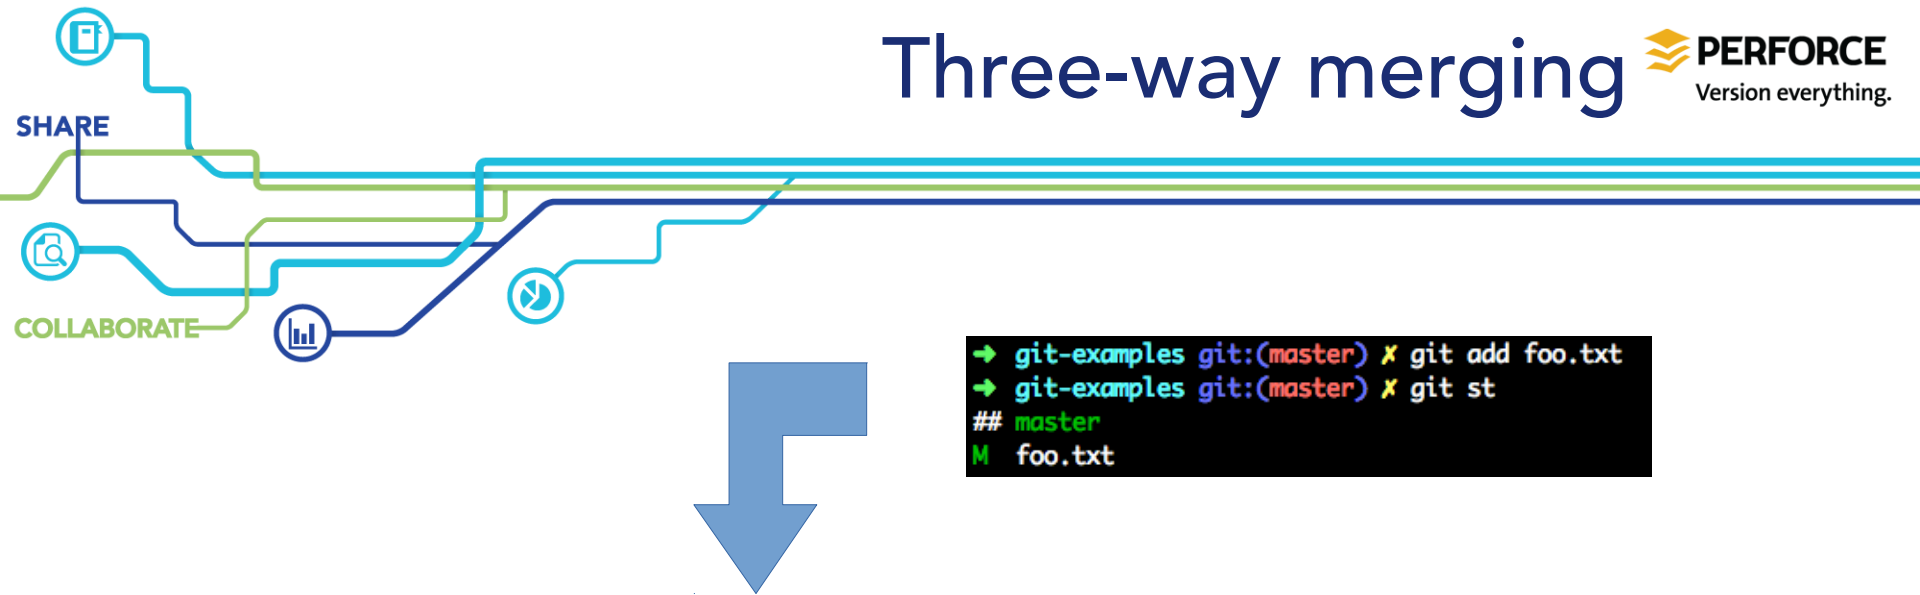 Three-way merging
PERFORCE
Version everything.
SHARE
COLLABORATE
➜ git-examples git:(master) ✗ git add foo.txt
➜ git-examples git:(master) ✗ git st
## master
M foo.txt